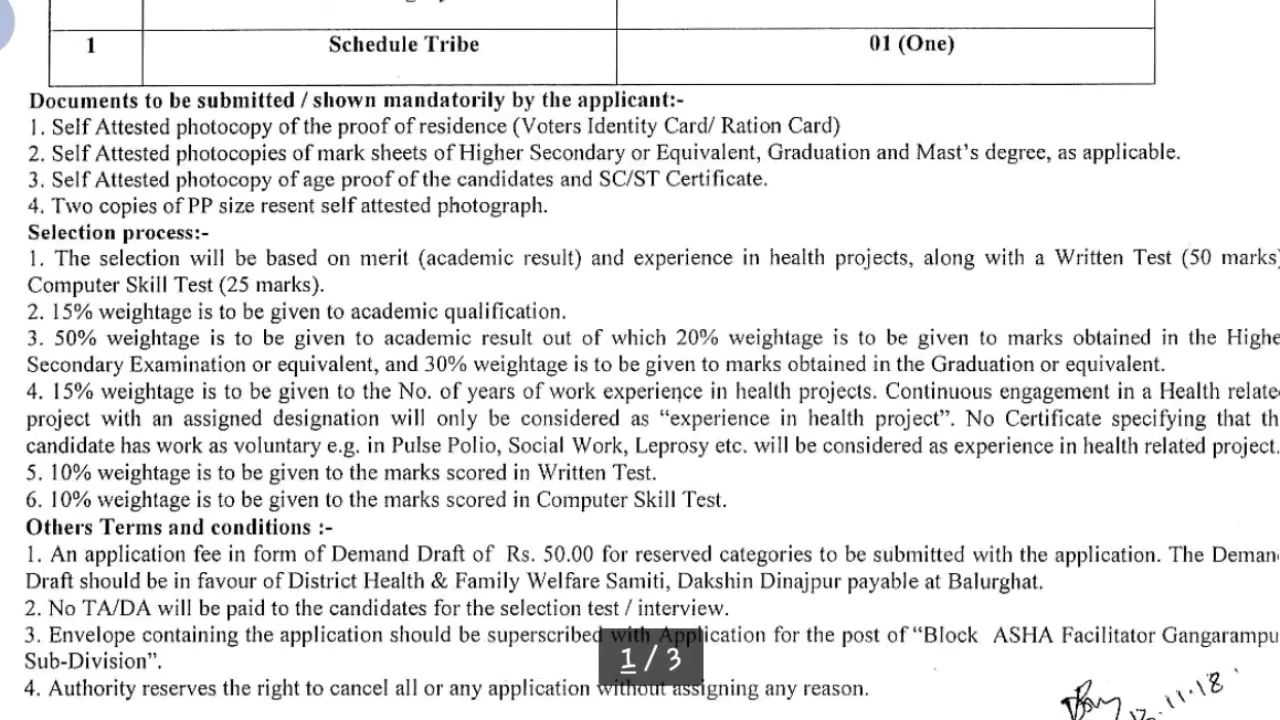 1 Schedule Tribe 01 (One)
Documents to be submitted / shown mandatorily by the applicant:-
1. Self Attested photocopy of the proof of residence (Voters Identity Card/ Ration Card)
2. Self Attested photocopies of mark sheets of Higher Secondary or Equivalent, Graduation and Mast's degree, as applicable.
3. Self Attested photocopy of age proof of the candidates and SC/ST Certificate.
4. Two copies of PP size resent self attested photograph.
Selection process:-
1. The selection will be based on merit (academic result) and experience in health projects, along with a Written Test (50 marks)
Computer Skill Test (25 marks).
2. 15% weightage is to be given to academic qualification.
3. 50% weightage is to be given to academic result out of which 20% weightage is to be given to marks obtained in the Highe
Secondary Examination or equivalent, and 30% weightage is to be given to marks obtained in the Graduation or equivalent.
4. 15% weightage is to be given to the No. of years of work experience in health projects. Continuous engagement in a Health relate
project with an assigned designation will only be considered as "experience in health project". No Certificate specifying that th
candidate has work as voluntary e.g. in Pulse Polio, Social Work, Leprosy etc. will be considered as experience in health related project.
5. 10% weightage is to be given to the marks scored in Written Test.
6. 10% weightage is to be given to the marks scored in Computer Skill Test.
Others Terms and conditions :-
1. An application fee in form of Demand Draft of Rs. 50.00 for reserved categories to be submitted with the application. The Deman
Draft should be in favour of District Health & Family Welfare Samiti, Dakshin Dinajpur payable at Balurghat.
2. No TA/DA will be paid to the candidates for the selection test / interview.
3. Envelope containing the application should be superscribed with Application for the post of "Block ASHA Facilitator Gangarampu
Sub-Division".
1 / 3
4. Authority reserves the right to cancel all or any application without assigning any reason.
.11.18